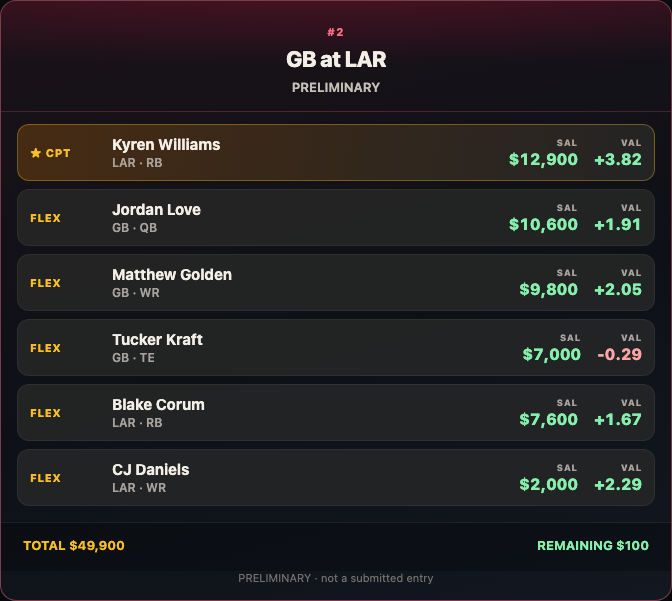 #2
GB at LAR
PRELIMINARY
★ CPT Kyren Williams SAL VAL
LAR · RB $12,900 +3.82
FLEX Jordan Love SAL VAL
GB · QB $10,600 +1.91
FLEX Matthew Golden SAL VAL
GB · WR $9,800 +2.05
FLEX Tucker Kraft SAL VAL
GB · TE $7,000 -0.29
FLEX Blake Corum SAL VAL
LAR · RB $7,600 +1.67
FLEX CJ Daniels SAL VAL
LAR · WR $2,000 +2.29
TOTAL $49,900 REMAINING $100
PRELIMINARY · not a submitted entry